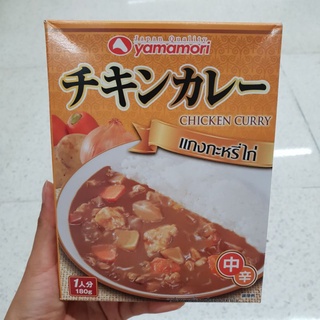 Japan Quality
yamamori
チキンカレー
CHICKEN CURRY
แกงกะหรี่ไก่
1人分
180g
中辛